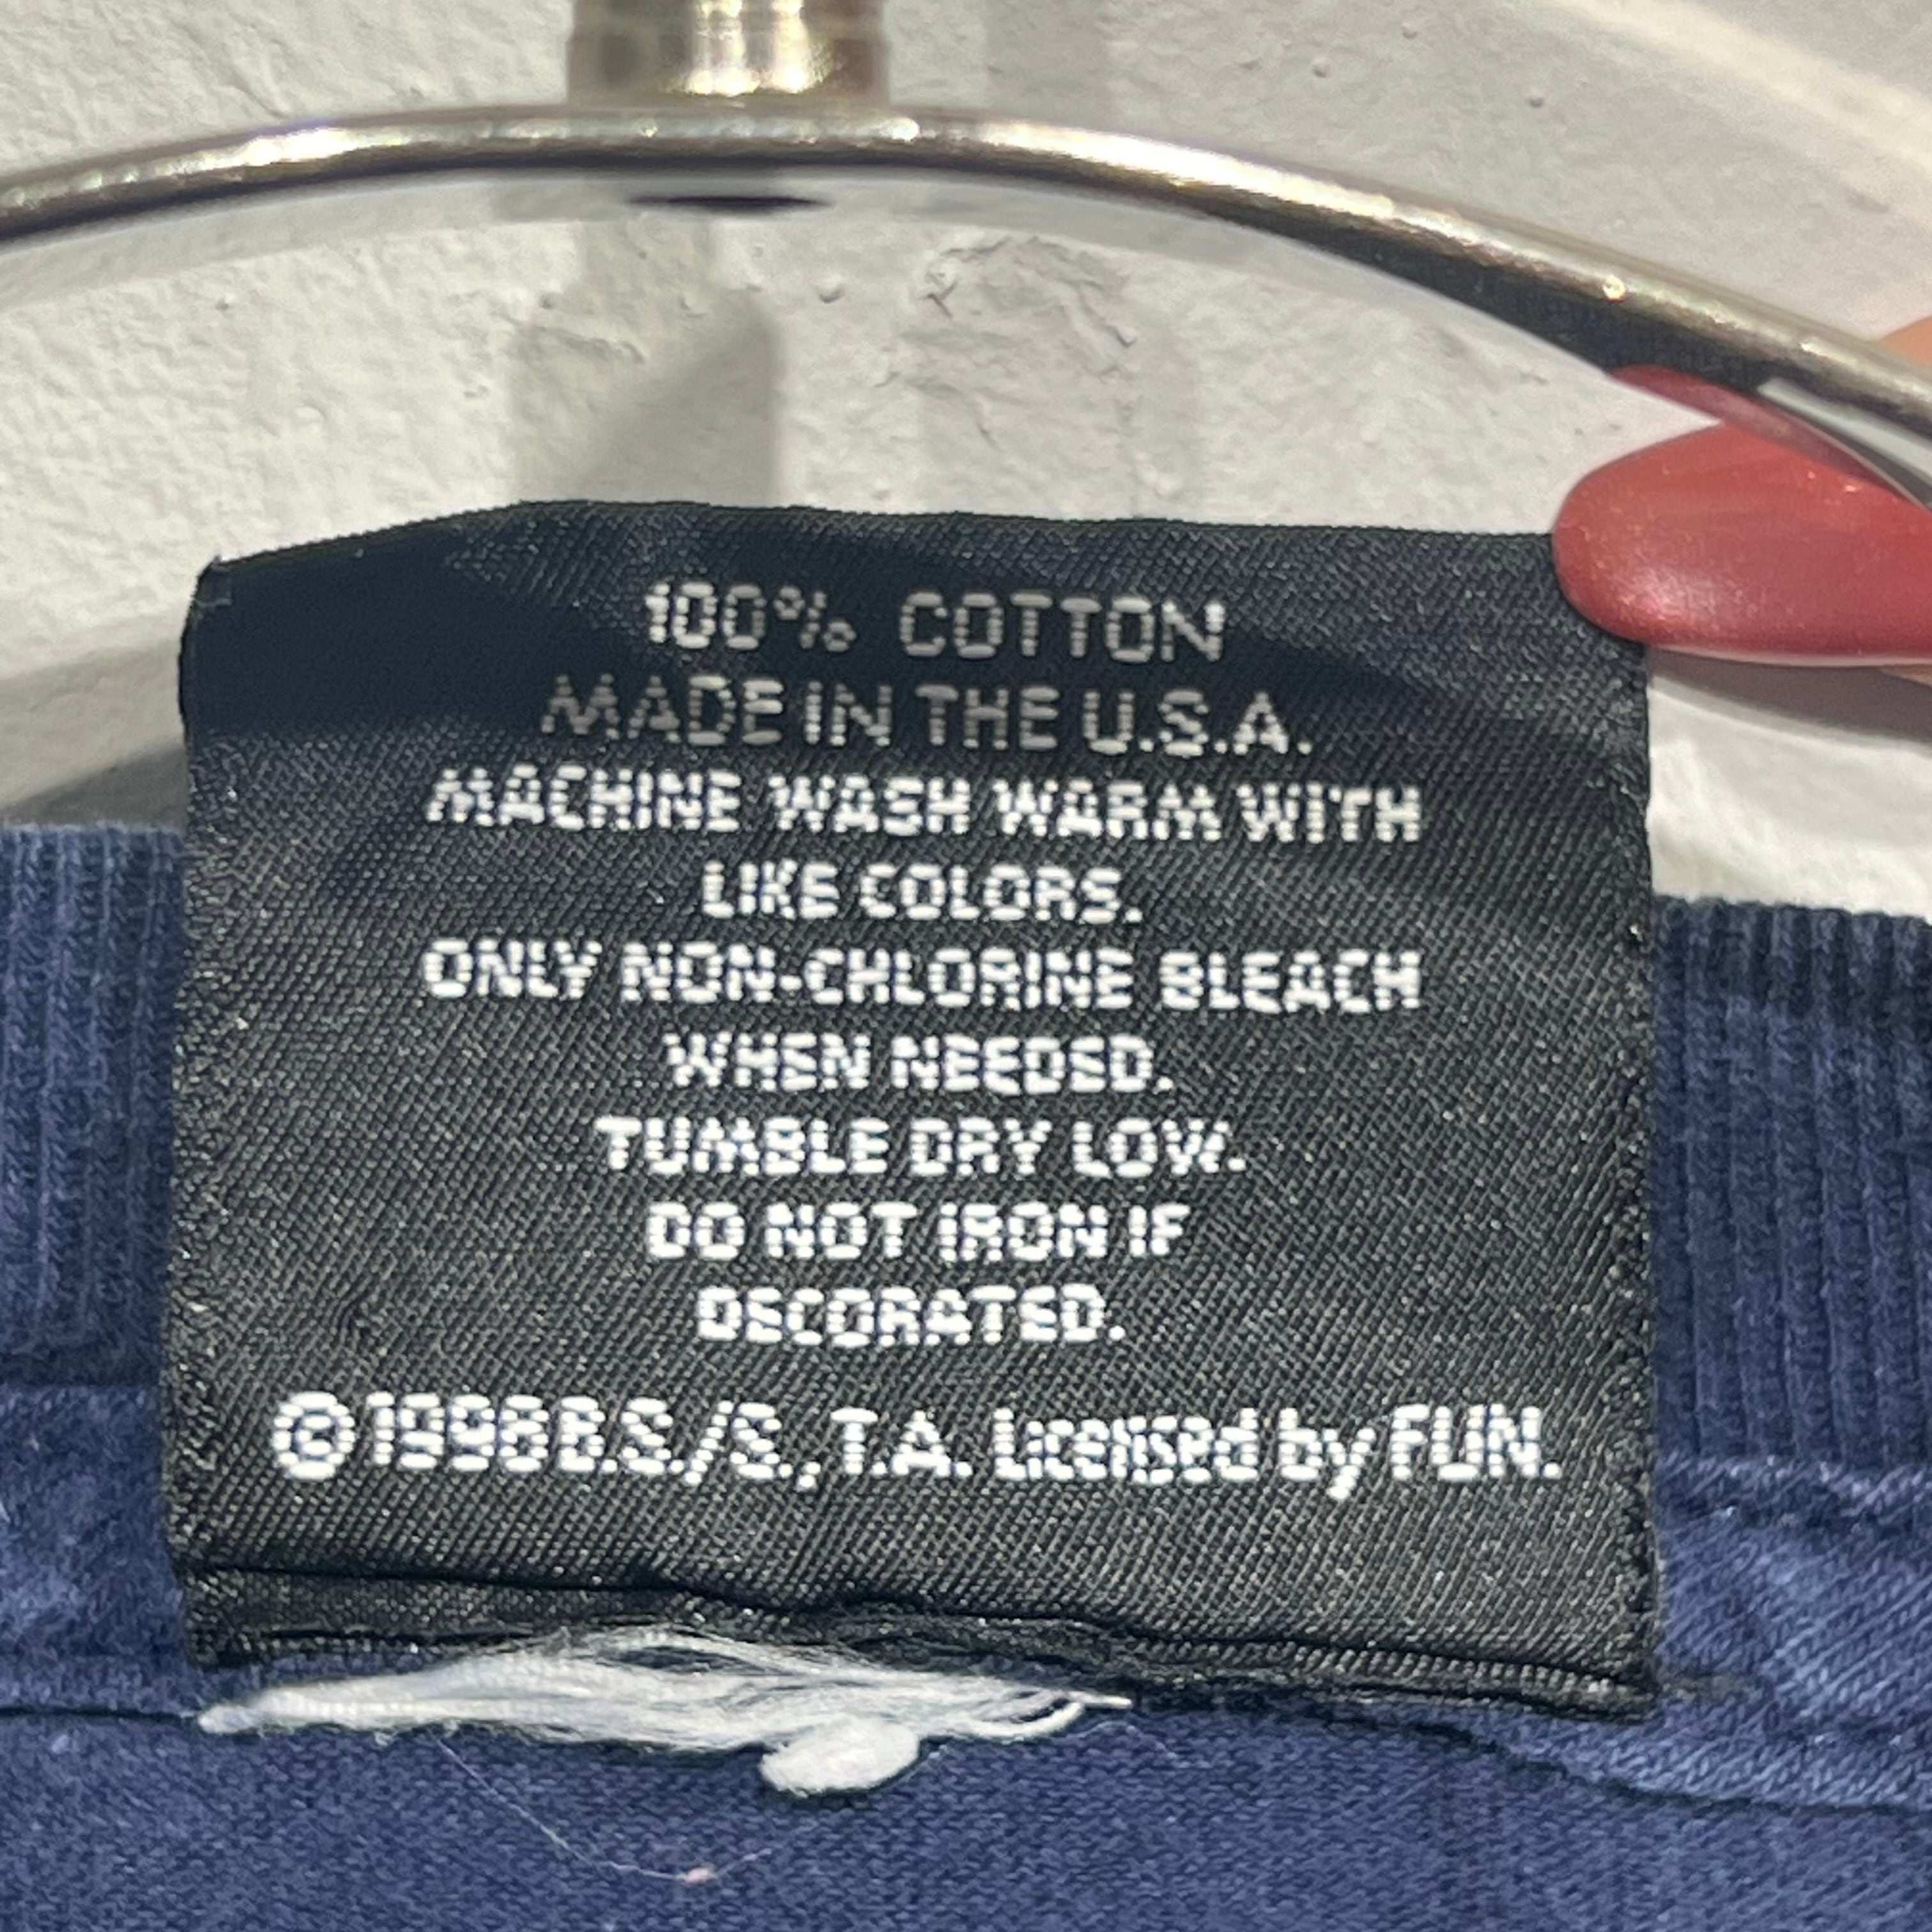 100% COTTON
MADE IN THE U.S.A.
MACHINE WASH WARM WITH
LIKE COLORS.
ONLY NON-CHLORINE BLEACH
WHEN NEEDED.
TUMBLE DRY LOW.
DO NOT IRON IF
DECORATED.
©1998 B.S./S.,T.A. Licensed by FUN.